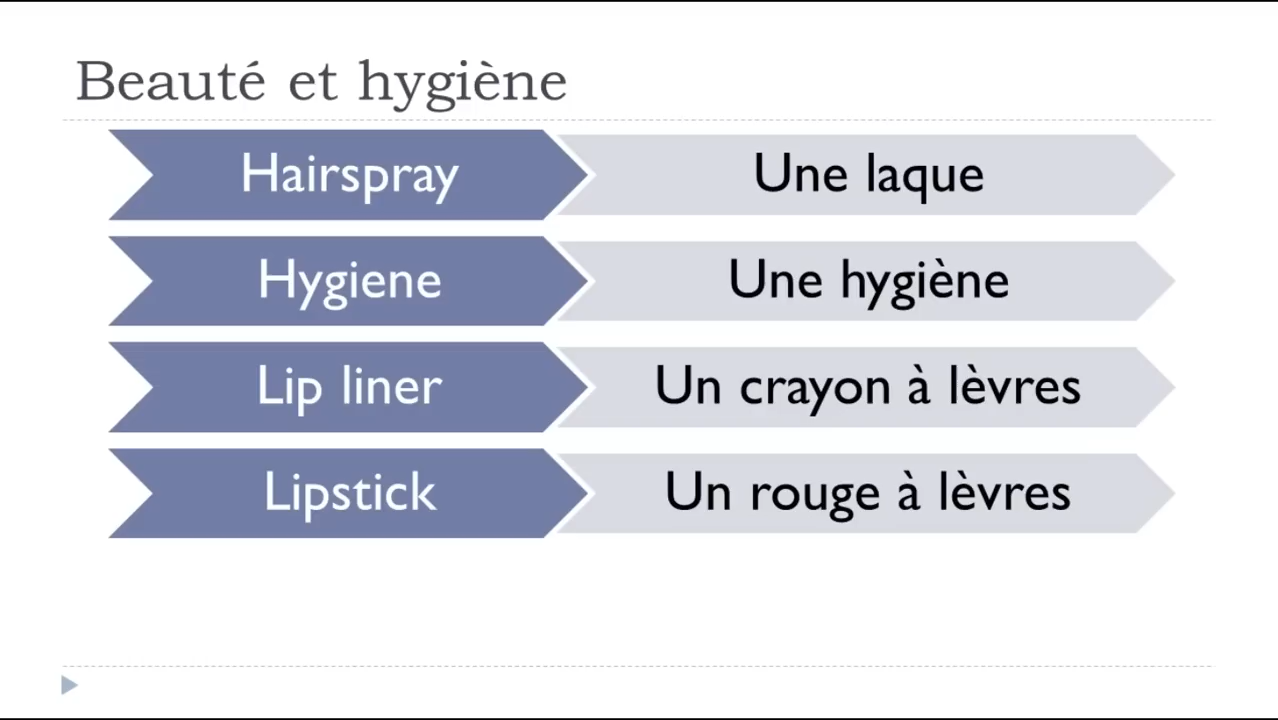 Beauté et hygiène
Hairspray
Une laque
Hygiene
Une hygiène
Lip liner
Un crayon à lèvres
Lipstick
Un rouge à lèvres